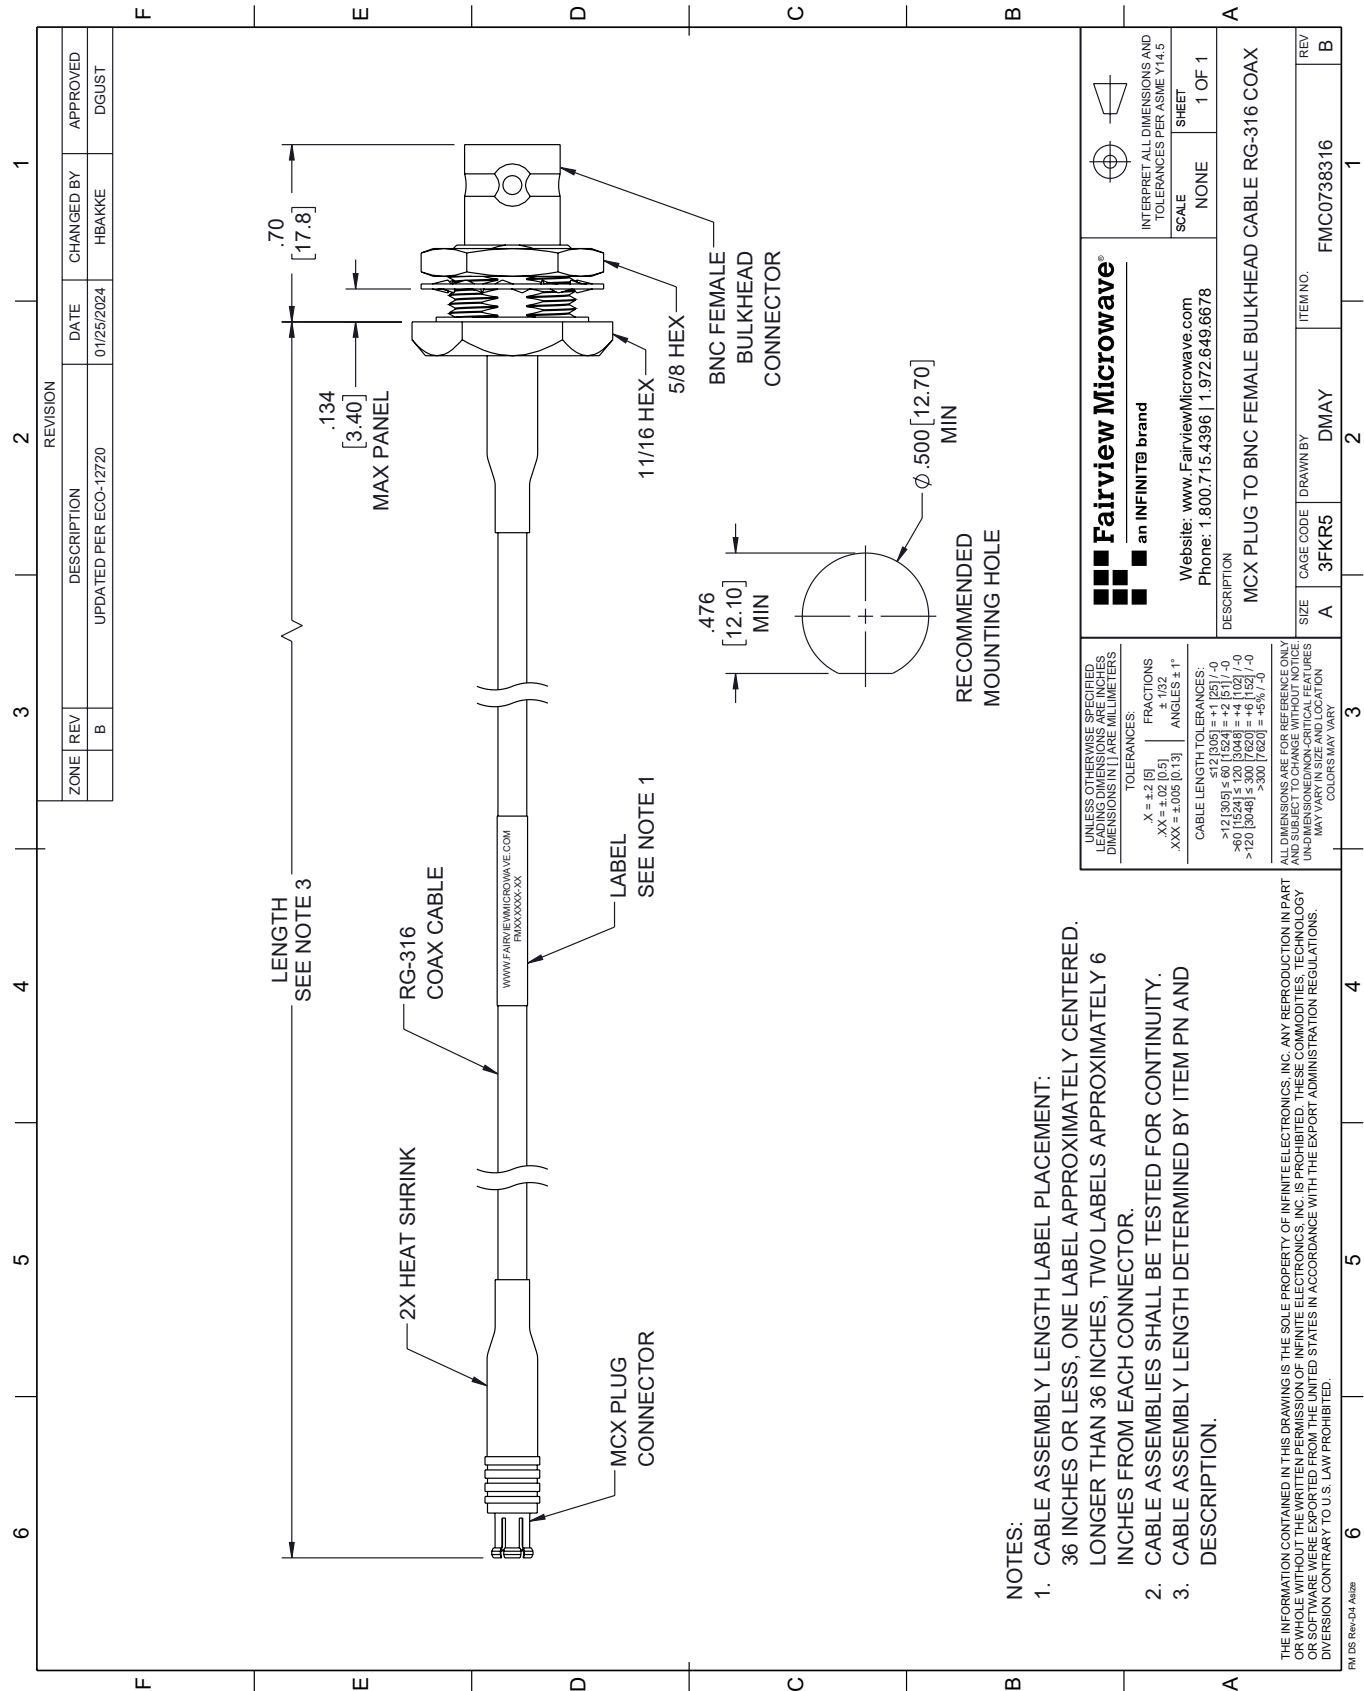 6
5
4
3
2
1
REVISION
ZONE REV DESCRIPTION DATE CHANGED BY APPROVED
B UPDATED PER ECO-12720 01/25/2024 HBAKKE DGUST
F
E
D
C
B
A
F
E
D
C
B
A
LENGTH
SEE NOTE 3
.70
[17.8]
.134
[3.40]
MAX PANEL
2X HEAT SHRINK
RG-316
COAX CABLE
WWW.FAIRVIEWMICROWAVE.COM
FMXXXXXX-XX
MCX PLUG
CONNECTOR
LABEL
SEE NOTE 1
11/16 HEX
5/8 HEX
BNC FEMALE
BULKHEAD
CONNECTOR
.476
[12.10]
MIN
∅ .500 [12.70]
MIN
RECOMMENDED
MOUNTING HOLE
NOTES:
1. CABLE ASSEMBLY LENGTH LABEL PLACEMENT:
36 INCHES OR LESS, ONE LABEL APPROXIMATELY CENTERED.
LONGER THAN 36 INCHES, TWO LABELS APPROXIMATELY 6
INCHES FROM EACH CONNECTOR.
2. CABLE ASSEMBLIES SHALL BE TESTED FOR CONTINUITY.
3. CABLE ASSEMBLY LENGTH DETERMINED BY ITEM PN AND
DESCRIPTION.
THE INFORMATION CONTAINED IN THIS DRAWING IS THE SOLE PROPERTY OF INFINITE ELECTRONICS, INC. ANY REPRODUCTION IN PART
OR WHOLE WITHOUT THE WRITTEN PERMISSION OF INFINITE ELECTRONICS, INC. IS PROHIBITED. THESE COMMODITIES, TECHNOLOGY
OR SOFTWARE WERE EXPORTED FROM THE UNITED STATES IN ACCORDANCE WITH THE EXPORT ADMINISTRATION REGULATIONS.
DIVERSION CONTRARY TO U.S. LAW PROHIBITED.
UNLESS OTHERWISE SPECIFIED
LEADING DIMENSIONS ARE INCHES
DIMENSIONS IN [ ] ARE MILLIMETERS
TOLERANCES:
.X = ±.2 [5] FRACTIONS
.XX = ±.02 [0.5] ± 1/32
.XXX = ±.005 [0.13] ANGLES ± 1°
CABLE LENGTH TOLERANCES:
≤12 [305] = +1 [25] / -0
>12 [305] ≤ 60 [1524] = +2 [51] / -0
>60 [1524] ≤ 120 [3048] = +4 [102] / -0
>120 [3048] ≤ 300 [7620] = +6 [152] / -0
>300 [7620] = +5% / -0
ALL DIMENSIONS ARE FOR REFERENCE ONLY
AND SUBJECT TO CHANGE WITHOUT NOTICE.
UN-DIMENSIONED/NON-CRITICAL FEATURES
MAY VARY IN SIZE AND LOCATION
COLORS MAY VARY
Fairview Microwave®
an INFINIT℮ brand
Website: www.FairviewMicrowave.com
Phone: 1.800.715.4396 | 1.972.649.6678
INTERPRET ALL DIMENSIONS AND
TOLERANCES PER ASME Y14.5
SCALE SHEET
NONE 1 OF 1
DESCRIPTION
MCX PLUG TO BNC FEMALE BULKHEAD CABLE RG-316 COAX
SIZE CAGE CODE DRAWN BY ITEM NO. REV
A 3FKR5 DMAY FMC0738316 B
6
5
4
3
2
1
FM DS Rev-D4 Asize